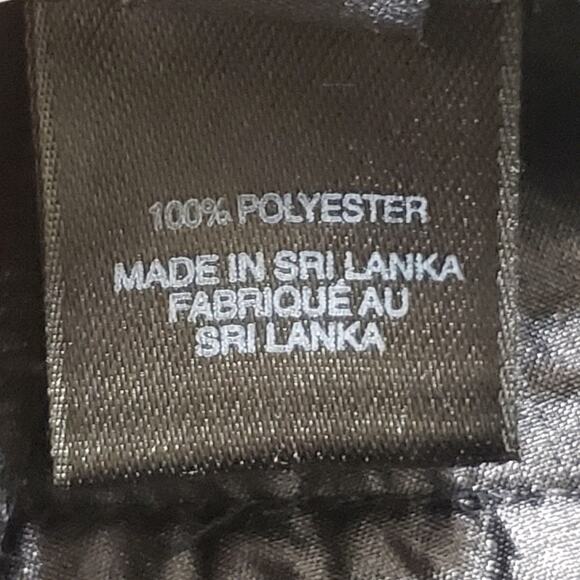 100% POLYESTER
MADE IN SRI LANKA
FABRIQUÉ AU
SRI LANKA